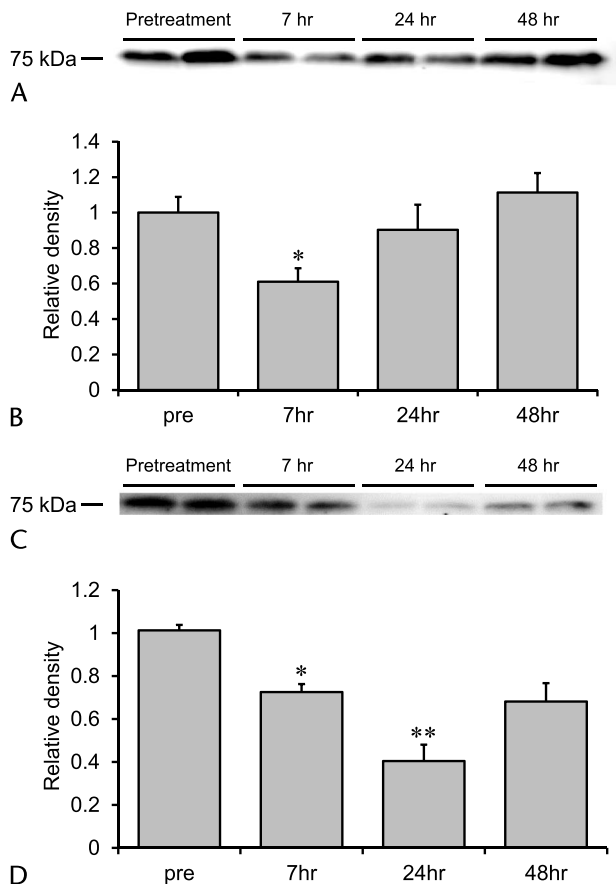 Pretreatment 7 hr 24 hr 48 hr
75 kDa
A
1.4
1.2
1
0.8
0.6
0.4
0.2
0
Relative density
*
pre 7hr 24hr 48hr
B
Pretreatment 7 hr 24 hr 48 hr
75 kDa
C
1.2
1
0.8
0.6
0.4
0.2
0
Relative density
*
**
pre 7hr 24hr 48hr
D